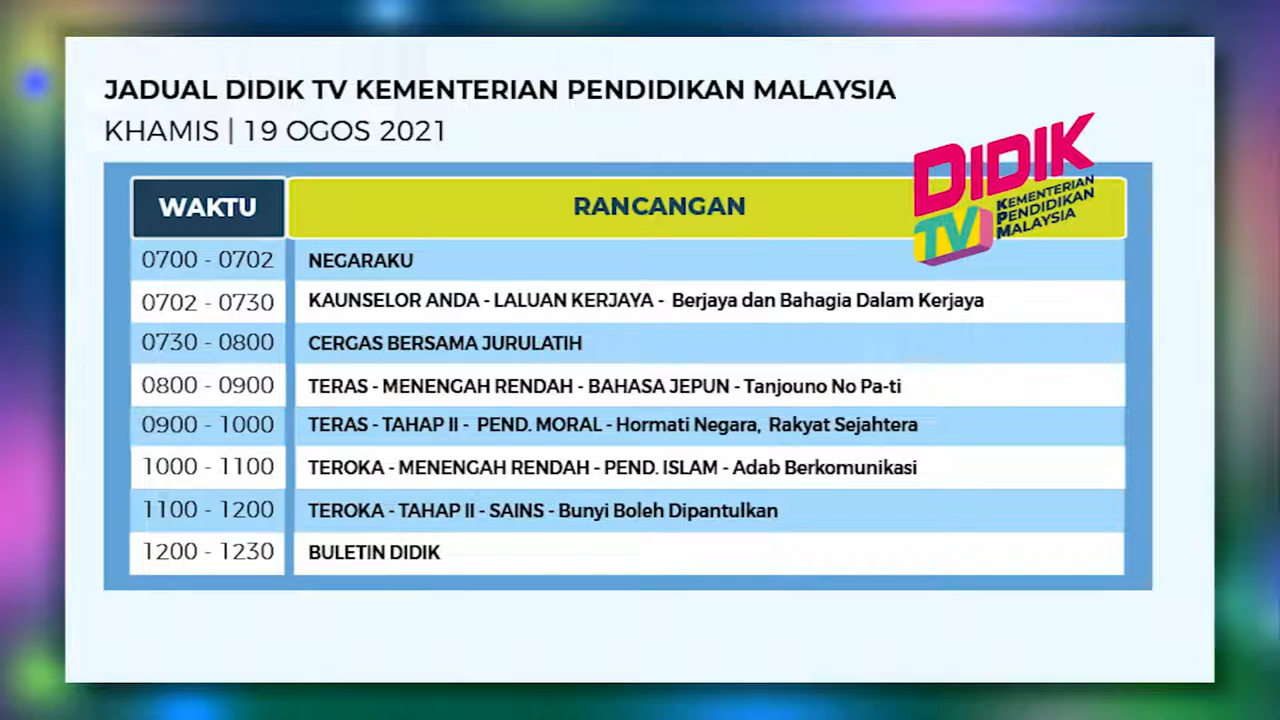 JADUAL DIDIK TV KEMENTERIAN PENDIDIKAN MALAYSIA
KHAMIS | 19 OGOS 2021
DIDIK
TV
KEMENTERIAN
PENDIDIKAN
MALAYSIA
WAKTU RANCANGAN
0700 - 0702 NEGARAKU
0702 - 0730 KAUNSELOR ANDA - LALUAN KERJAYA - Berjaya dan Bahagia Dalam Kerjaya
0730 - 0800 CERGAS BERSAMA JURULATIH
0800 - 0900 TERAS - MENENGAH RENDAH - BAHASA JEPUN - Tanjouno No Pa-ti
0900 - 1000 TERAS - TAHAP II - PEND. MORAL - Hormati Negara, Rakyat Sejahtera
1000 - 1100 TEROKA - MENENGAH RENDAH - PEND. ISLAM - Adab Berkomunikasi
1100 - 1200 TEROKA - TAHAP II - SAINS - Bunyi Boleh Dipantulkan
1200 - 1230 BULETIN DIDIK